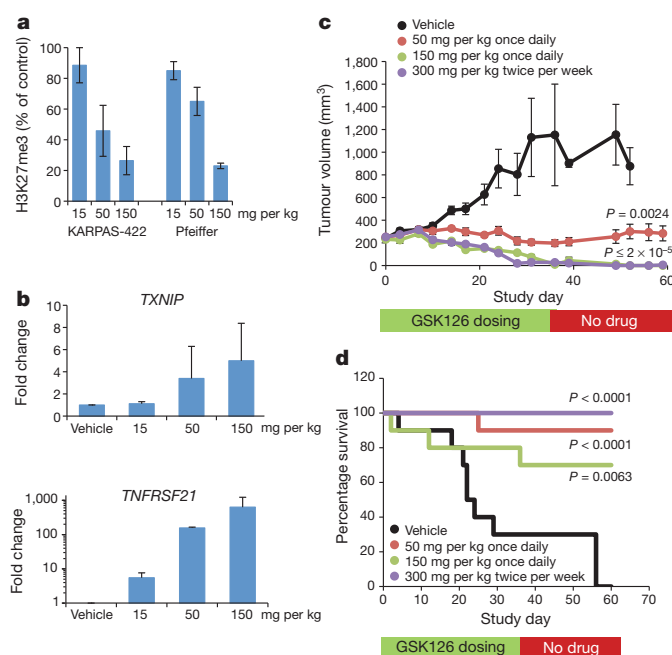 a
H3K27me3 (% of control)
100
80
60
40
20
0
15 50 150 15 50 150 mg per kg
KARPAS-422 Pfeiffer
b
TXNIP
Fold change
10
8
6
4
2
0
Vehicle 15 50 150 mg per kg
TNFRSF21
Fold change
1,000
100
10
1
Vehicle 15 50 150 mg per kg
c
Vehicle
50 mg per kg once daily
150 mg per kg once daily
300 mg per kg twice per week
Tumour volume (mm³)
1,800
1,600
1,400
1,200
1,000
800
600
400
200
0
P = 0.0024
P ≤ 2 × 10⁻⁵
0 20 40 60
Study day
GSK126 dosing No drug
d
Percentage survival
120
100
80
60
40
20
0
P < 0.0001
P < 0.0001
P = 0.0063
Vehicle
50 mg per kg once daily
150 mg per kg once daily
300 mg per kg twice per week
0 10 20 30 40 50 60 70
Study day
GSK126 dosing No drug